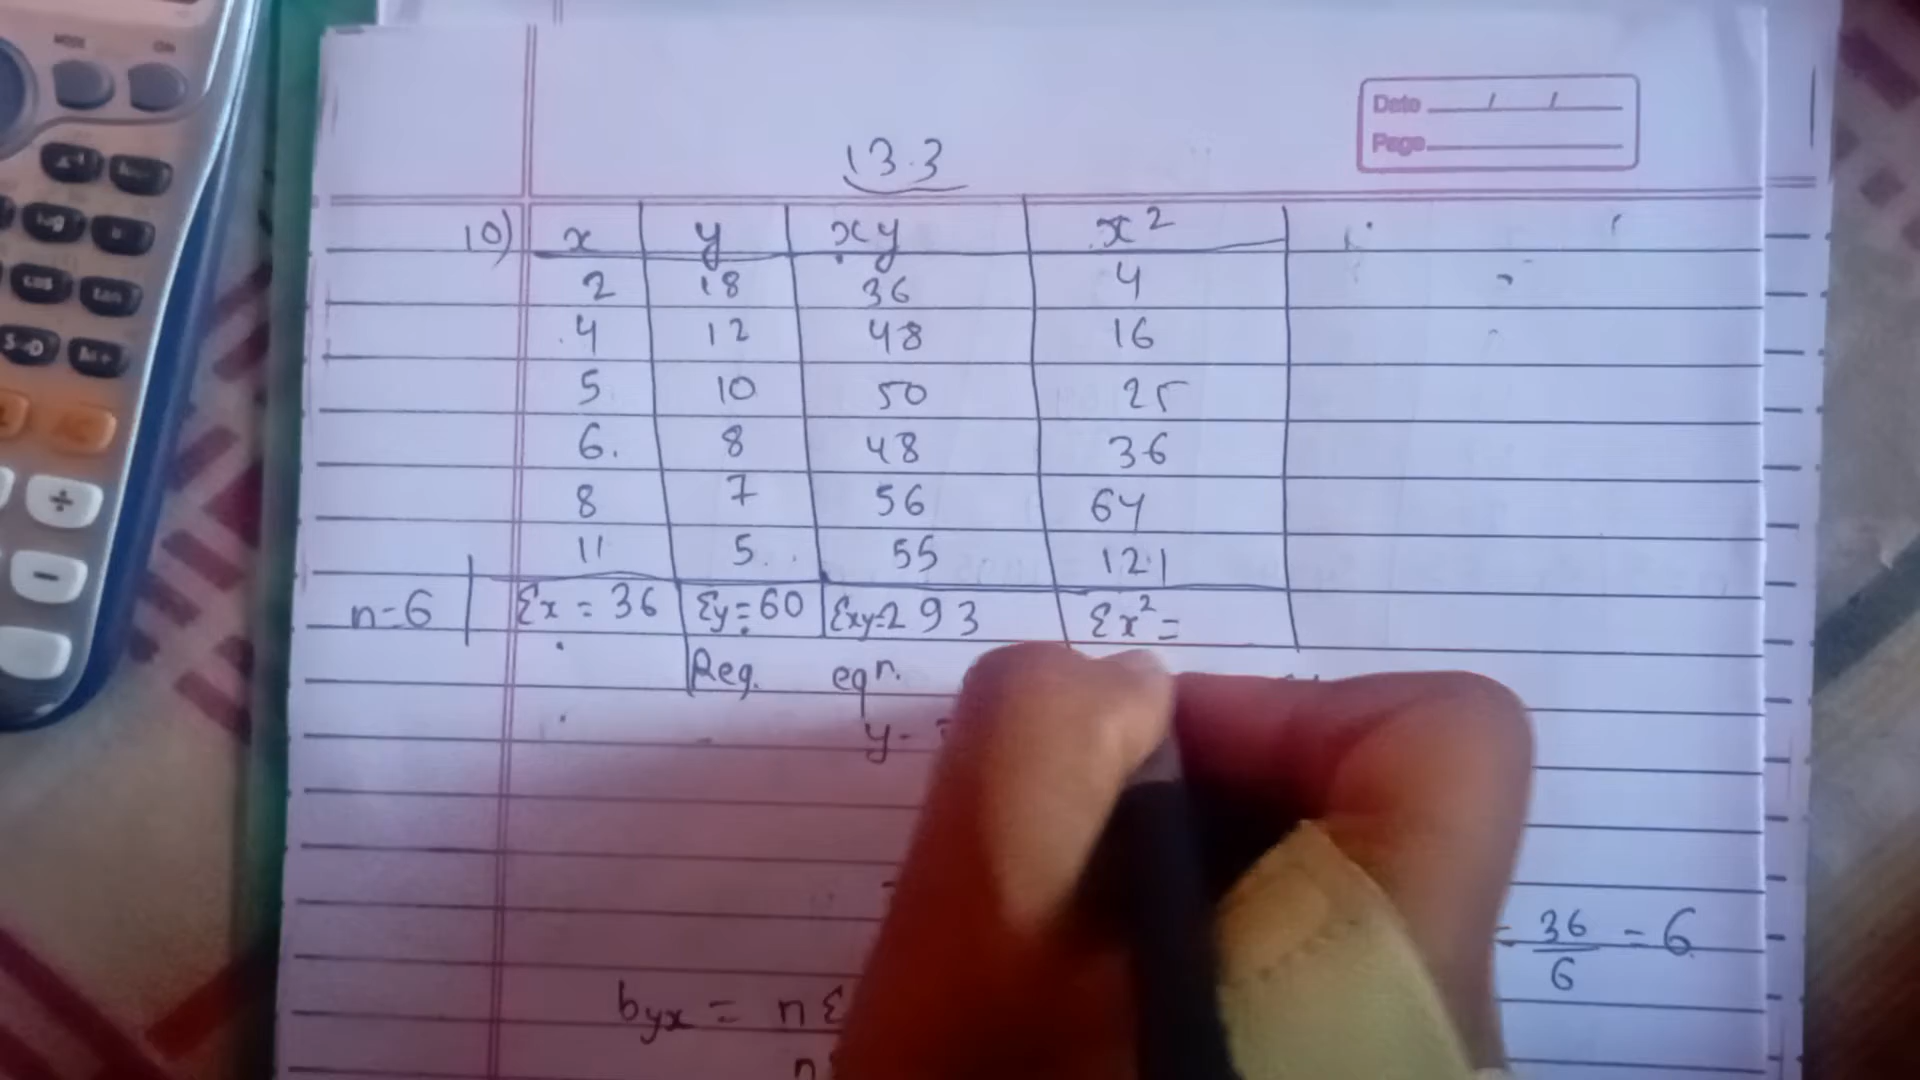 Date / /
Page
13.3
10) x y xy x²
2 18 36 4
4 12 48 16
5 10 50 25
6. 8 48 36
8 7 56 64
11 5. 55 121
n=6 Σx = 36 Σy=60 Σxy=293 Σx² =
Reg. eqⁿ.
y-
= 36/6 = 6
byx = n Σ
n
÷
−
S⇔D M+
tan